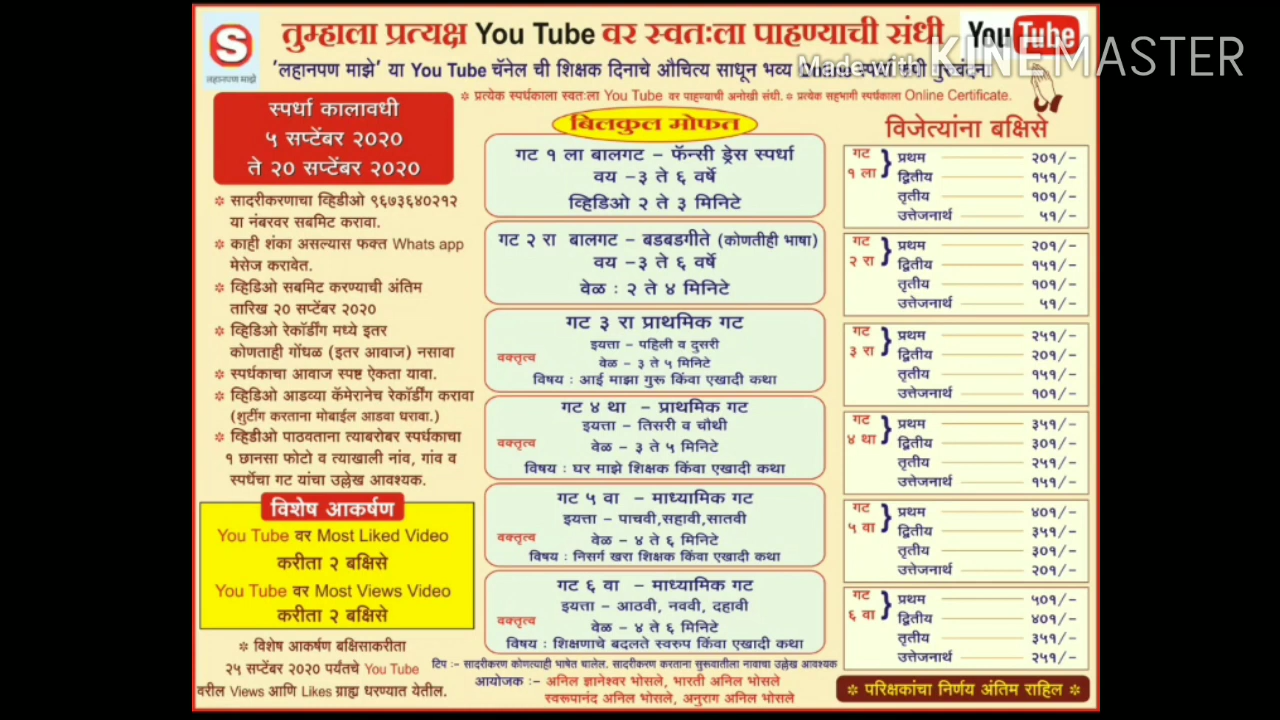 तुम्हाला प्रत्यक्ष You Tube वर स्वतःला पाहण्याची संधी
You Tube
Made with KINEMASTER
S
लहानपण माझे
'लहानपण माझे' या You Tube चॅनेल ची शिक्षक दिनाचे औचित्य साधून भव्य Online स्पर्धा
* प्रत्येक स्पर्धकाला स्वतःला You Tube वर पाहण्याची अनोखी संधी. * प्रत्येक सहभागी स्पर्धकाला Online Certificate.
स्पर्धा कालावधी
५ सप्टेंबर २०२०
ते २० सप्टेंबर २०२०
* सादरीकरणाचा व्हिडीओ ९६७३६४०२१२
या नंबरवर सबमिट करावा.
* काही शंका असल्यास फक्त Whats app
मेसेज करावेत.
* व्हिडिओ सबमिट करण्याची अंतिम
तारिख २० सप्टेंबर २०२०
* व्हिडिओ रेकॉर्डींग मध्ये इतर
कोणताही गोंधळ (इतर आवाज) नसावा
* स्पर्धकाचा आवाज स्पष्ट ऐकता यावा.
* व्हिडिओ आडव्या कॅमेरानेच रेकॉर्डींग करावा
(शुटींग करताना मोबाईल आडवा धरावा.)
* व्हिडीओ पाठवताना त्याबरोबर स्पर्धकाचा
१ छानसा फोटो व त्याखाली नांव, गांव व
स्पर्धेचा गट यांचा उल्लेख आवश्यक.
विशेष आकर्षण
You Tube वर Most Liked Video
करीता २ बक्षिसे
You Tube वर Most Views Video
करीता २ बक्षिसे
* विशेष आकर्षण बक्षिसाकरीता
२५ सप्टेंबर २०२० पर्यंतचे You Tube
वरील Views आणि Likes ग्राह्य धरण्यात येतील.
बिलकुल मोफत
गट १ ला बालगट – फॅन्सी ड्रेस स्पर्धा
वय –३ ते ६ वर्षे
व्हिडिओ २ ते ३ मिनिटे
गट २ रा बालगट – बडबडगीते (कोणतीही भाषा)
वय –३ ते ६ वर्षे
वेळ : २ ते ४ मिनिटे
गट ३ रा प्राथमिक गट
इयत्ता – पहिली व दुसरी
वक्तृत्व वेळ – ३ ते ५ मिनिटे
विषय : आई माझा गुरू किंवा एखादी कथा
गट ४ था – प्राथमिक गट
इयत्ता – तिसरी व चौथी
वक्तृत्व वेळ – ३ ते ५ मिनिटे
विषय : घर माझे शिक्षक किंवा एखादी कथा
गट ५ वा – माध्यामिक गट
इयत्ता – पाचवी,सहावी,सातवी
वक्तृत्व वेळ – ४ ते ६ मिनिटे
विषय : निसर्ग खरा शिक्षक किंवा एखादी कथा
गट ६ वा – माध्यामिक गट
इयत्ता – आठवी, नववी, दहावी
वक्तृत्व वेळ – ४ ते ६ मिनिटे
विषय : शिक्षणाचे बदलते स्वरुप किंवा एखादी कथा
टिप :– सादरीकरण कोणत्याही भाषेत चालेल. सादरीकरण करताना सुरूवातीला नावाचा उल्लेख आवश्यक
आयोजक :– अनिल ज्ञानेश्वर भोसले, भारती अनिल भोसले
स्वरूपानंद अनिल भोसले, अनुराग अनिल भोसले
विजेत्यांना बक्षिसे
गट १ ला
प्रथम २०१/-
द्वितीय १५१/-
तृतीय १०१/-
उत्तेजनार्थ ५१/-
गट २ रा
प्रथम २०१/-
द्वितीय १५१/-
तृतीय १०१/-
उत्तेजनार्थ ५१/-
गट ३ रा
प्रथम २५१/-
द्वितीय २०१/-
तृतीय १५१/-
उत्तेजनार्थ १०१/-
गट ४ था
प्रथम ३५१/-
द्वितीय ३०१/-
तृतीय २५१/-
उत्तेजनार्थ १५१/-
गट ५ वा
प्रथम ४०१/-
द्वितीय ३५१/-
तृतीय ३०१/-
उत्तेजनार्थ २०१/-
गट ६ वा
प्रथम ५०१/-
द्वितीय ४०१/-
तृतीय ३५१/-
उत्तेजनार्थ २५१/-
* परिक्षकांचा निर्णय अंतिम राहिल *